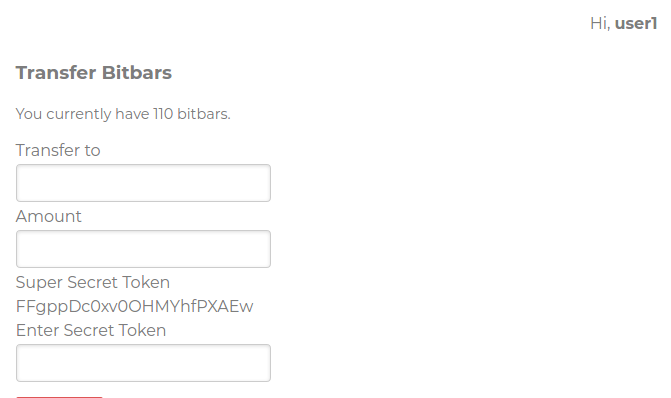 Hi, user1
Transfer Bitbars
You currently have 110 bitbars.
Transfer to
Amount
Super Secret Token
FFgppDc0xv0OHMYhfPXAEw
Enter Secret Token